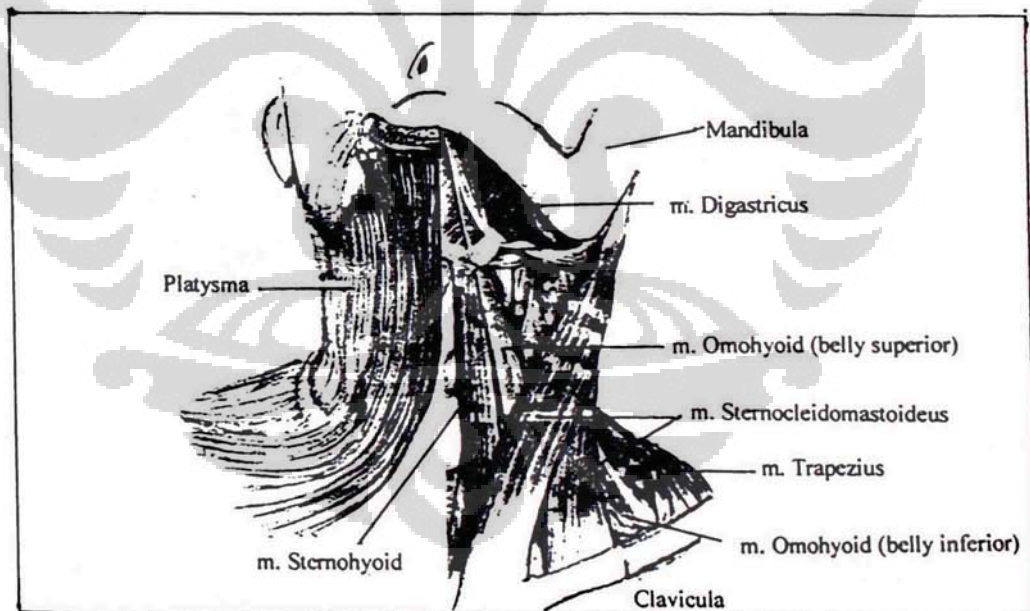 Mandibula
m. Digastricus
Platysma
m. Omohyoid (belly superior)
m. Sternocleidomastoideus
m. Trapezius
m. Omohyoid (belly inferior)
m. Sternohyoid
Clavicula